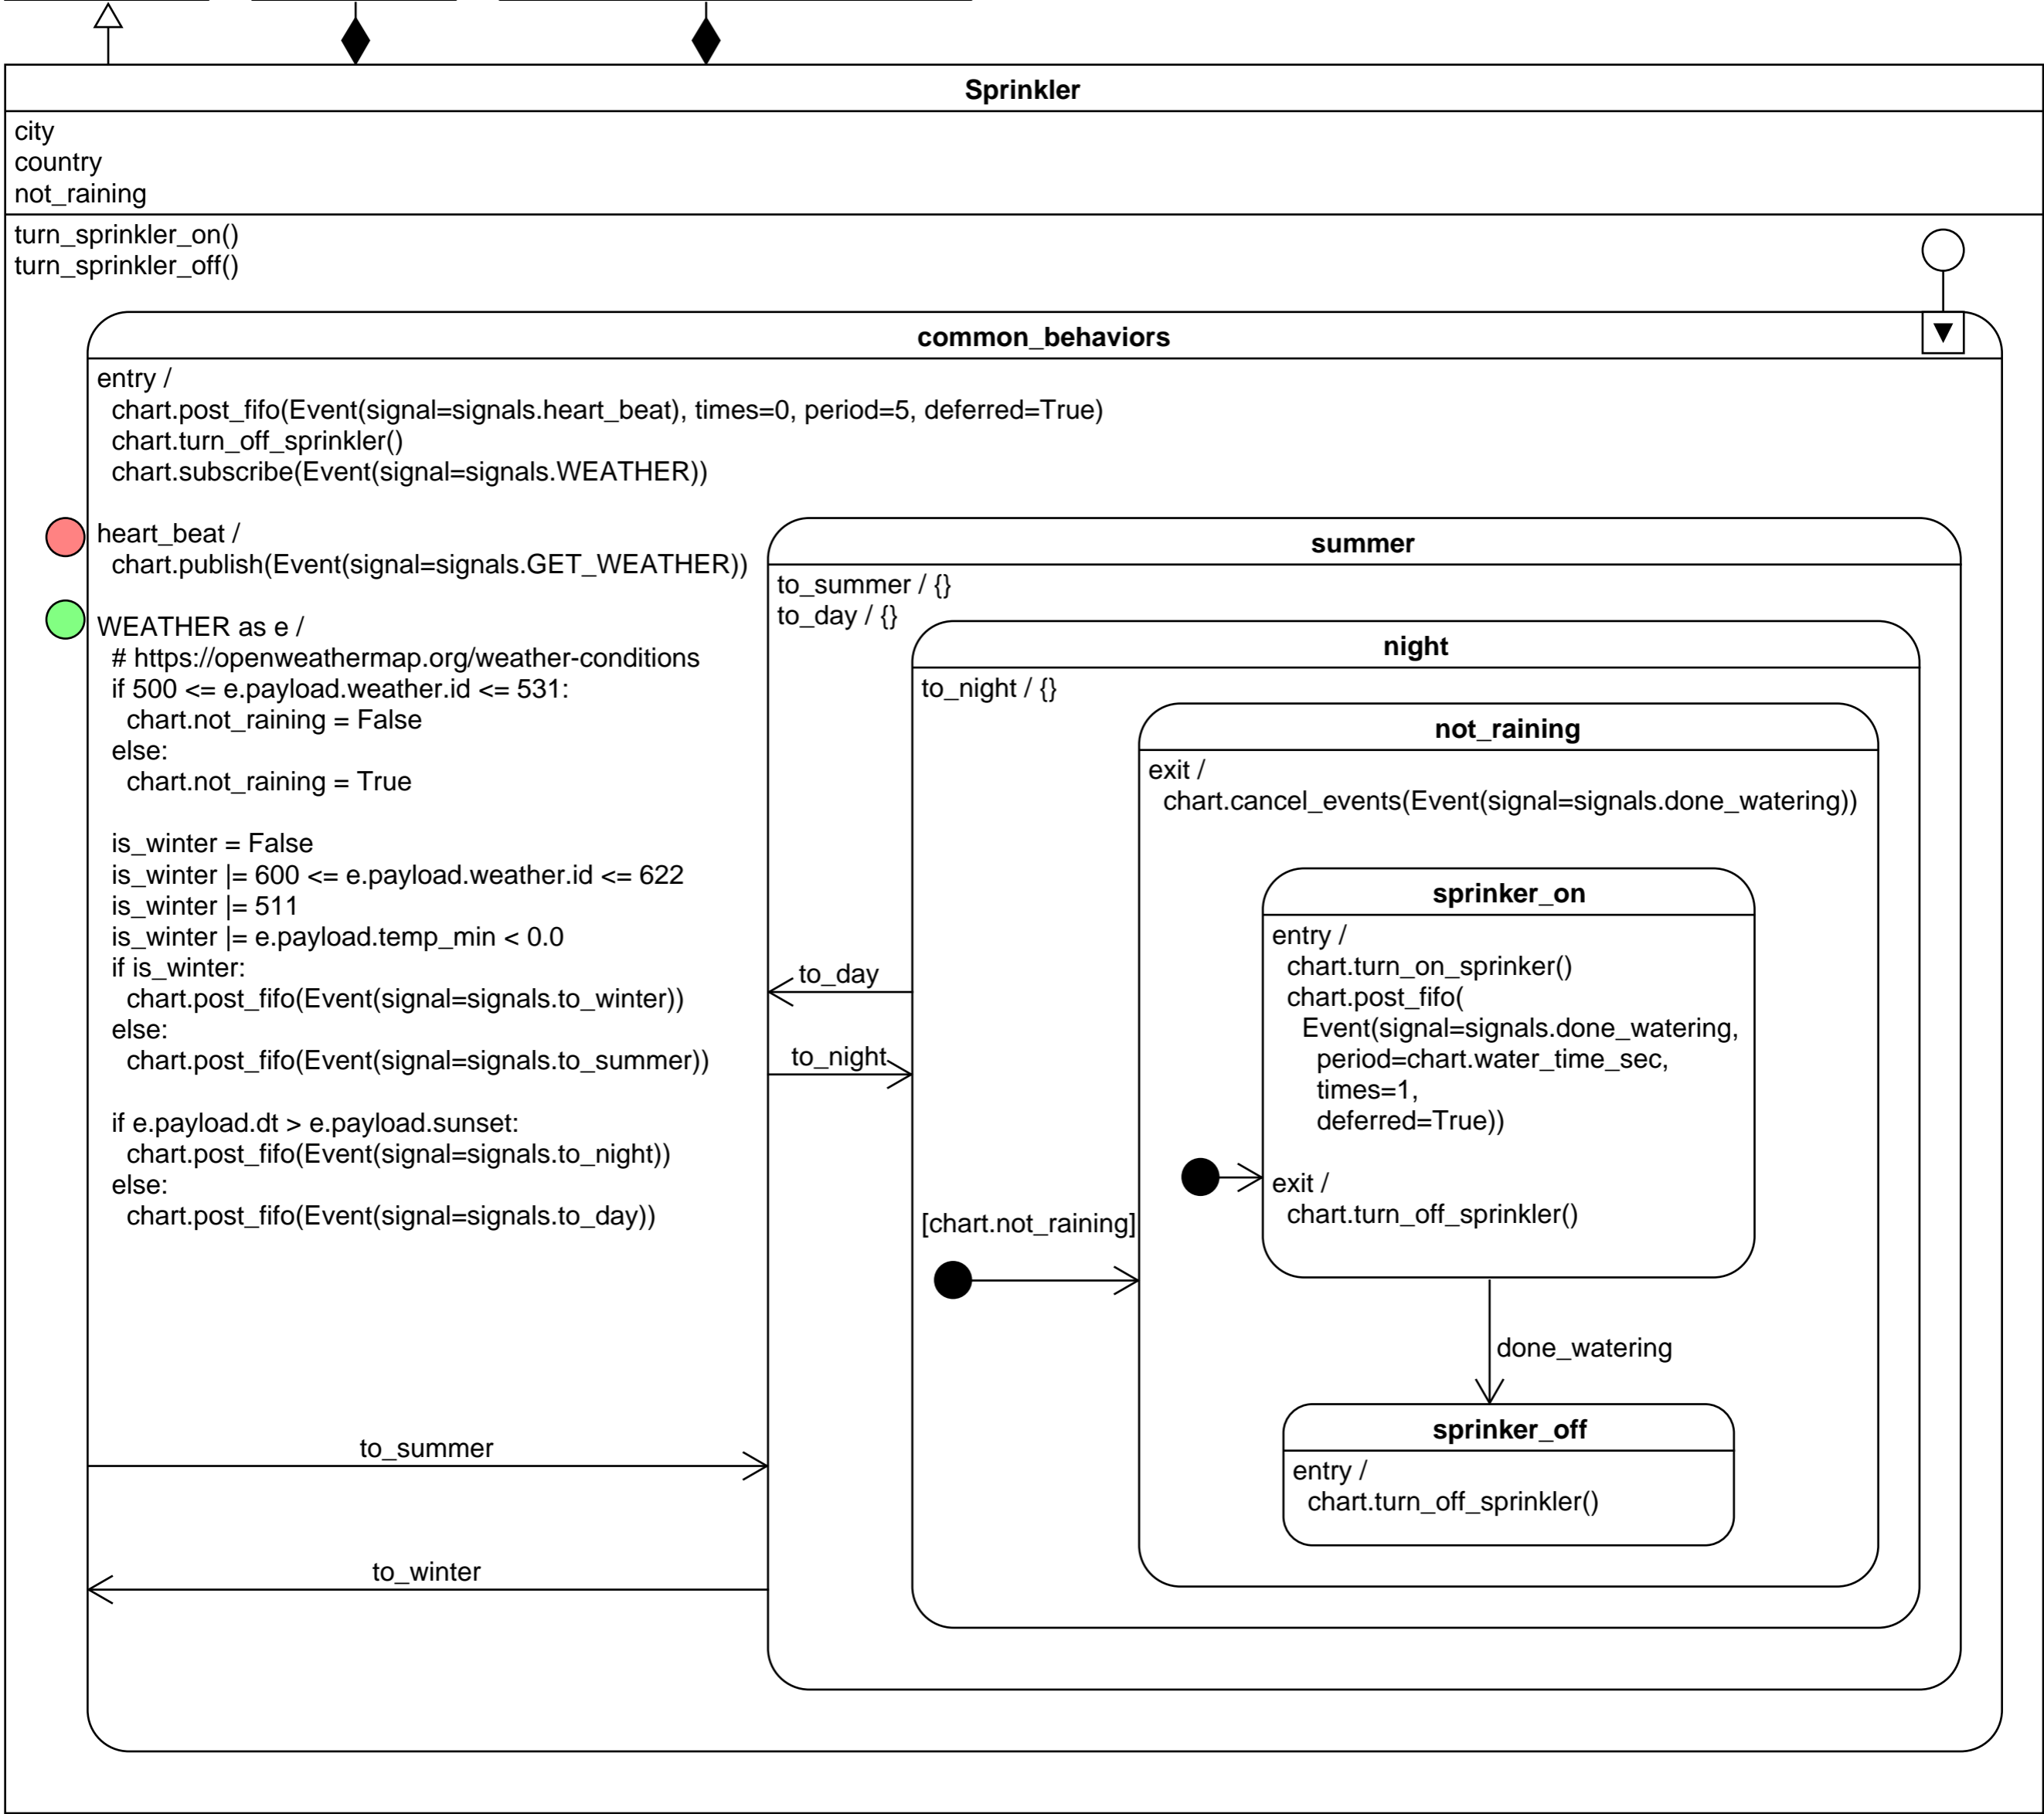 Sprinkler
city
country
not_raining
turn_sprinkler_on()
turn_sprinkler_off()
common_behaviors
entry /
chart.post_fifo(Event(signal=signals.heart_beat), times=0, period=5, deferred=True)
chart.turn_off_sprinkler()
chart.subscribe(Event(signal=signals.WEATHER))
heart_beat /
chart.publish(Event(signal=signals.GET_WEATHER))
WEATHER as e /
# https://openweathermap.org/weather-conditions
if 500 <= e.payload.weather.id <= 531:
chart.not_raining = False
else:
chart.not_raining = True
is_winter = False
is_winter |= 600 <= e.payload.weather.id <= 622
is_winter |= 511
is_winter |= e.payload.temp_min < 0.0
if is_winter:
chart.post_fifo(Event(signal=signals.to_winter))
else:
chart.post_fifo(Event(signal=signals.to_summer))
if e.payload.dt > e.payload.sunset:
chart.post_fifo(Event(signal=signals.to_night))
else:
chart.post_fifo(Event(signal=signals.to_day))
to_summer
to_winter
summer
to_summer / {}
to_day / {}
to_day
to_night
night
to_night / {}
[chart.not_raining]
not_raining
exit /
chart.cancel_events(Event(signal=signals.done_watering))
sprinker_on
entry /
chart.turn_on_sprinker()
chart.post_fifo(
Event(signal=signals.done_watering,
period=chart.water_time_sec,
times=1,
deferred=True))
exit /
chart.turn_off_sprinkler()
done_watering
sprinker_off
entry /
chart.turn_off_sprinkler()